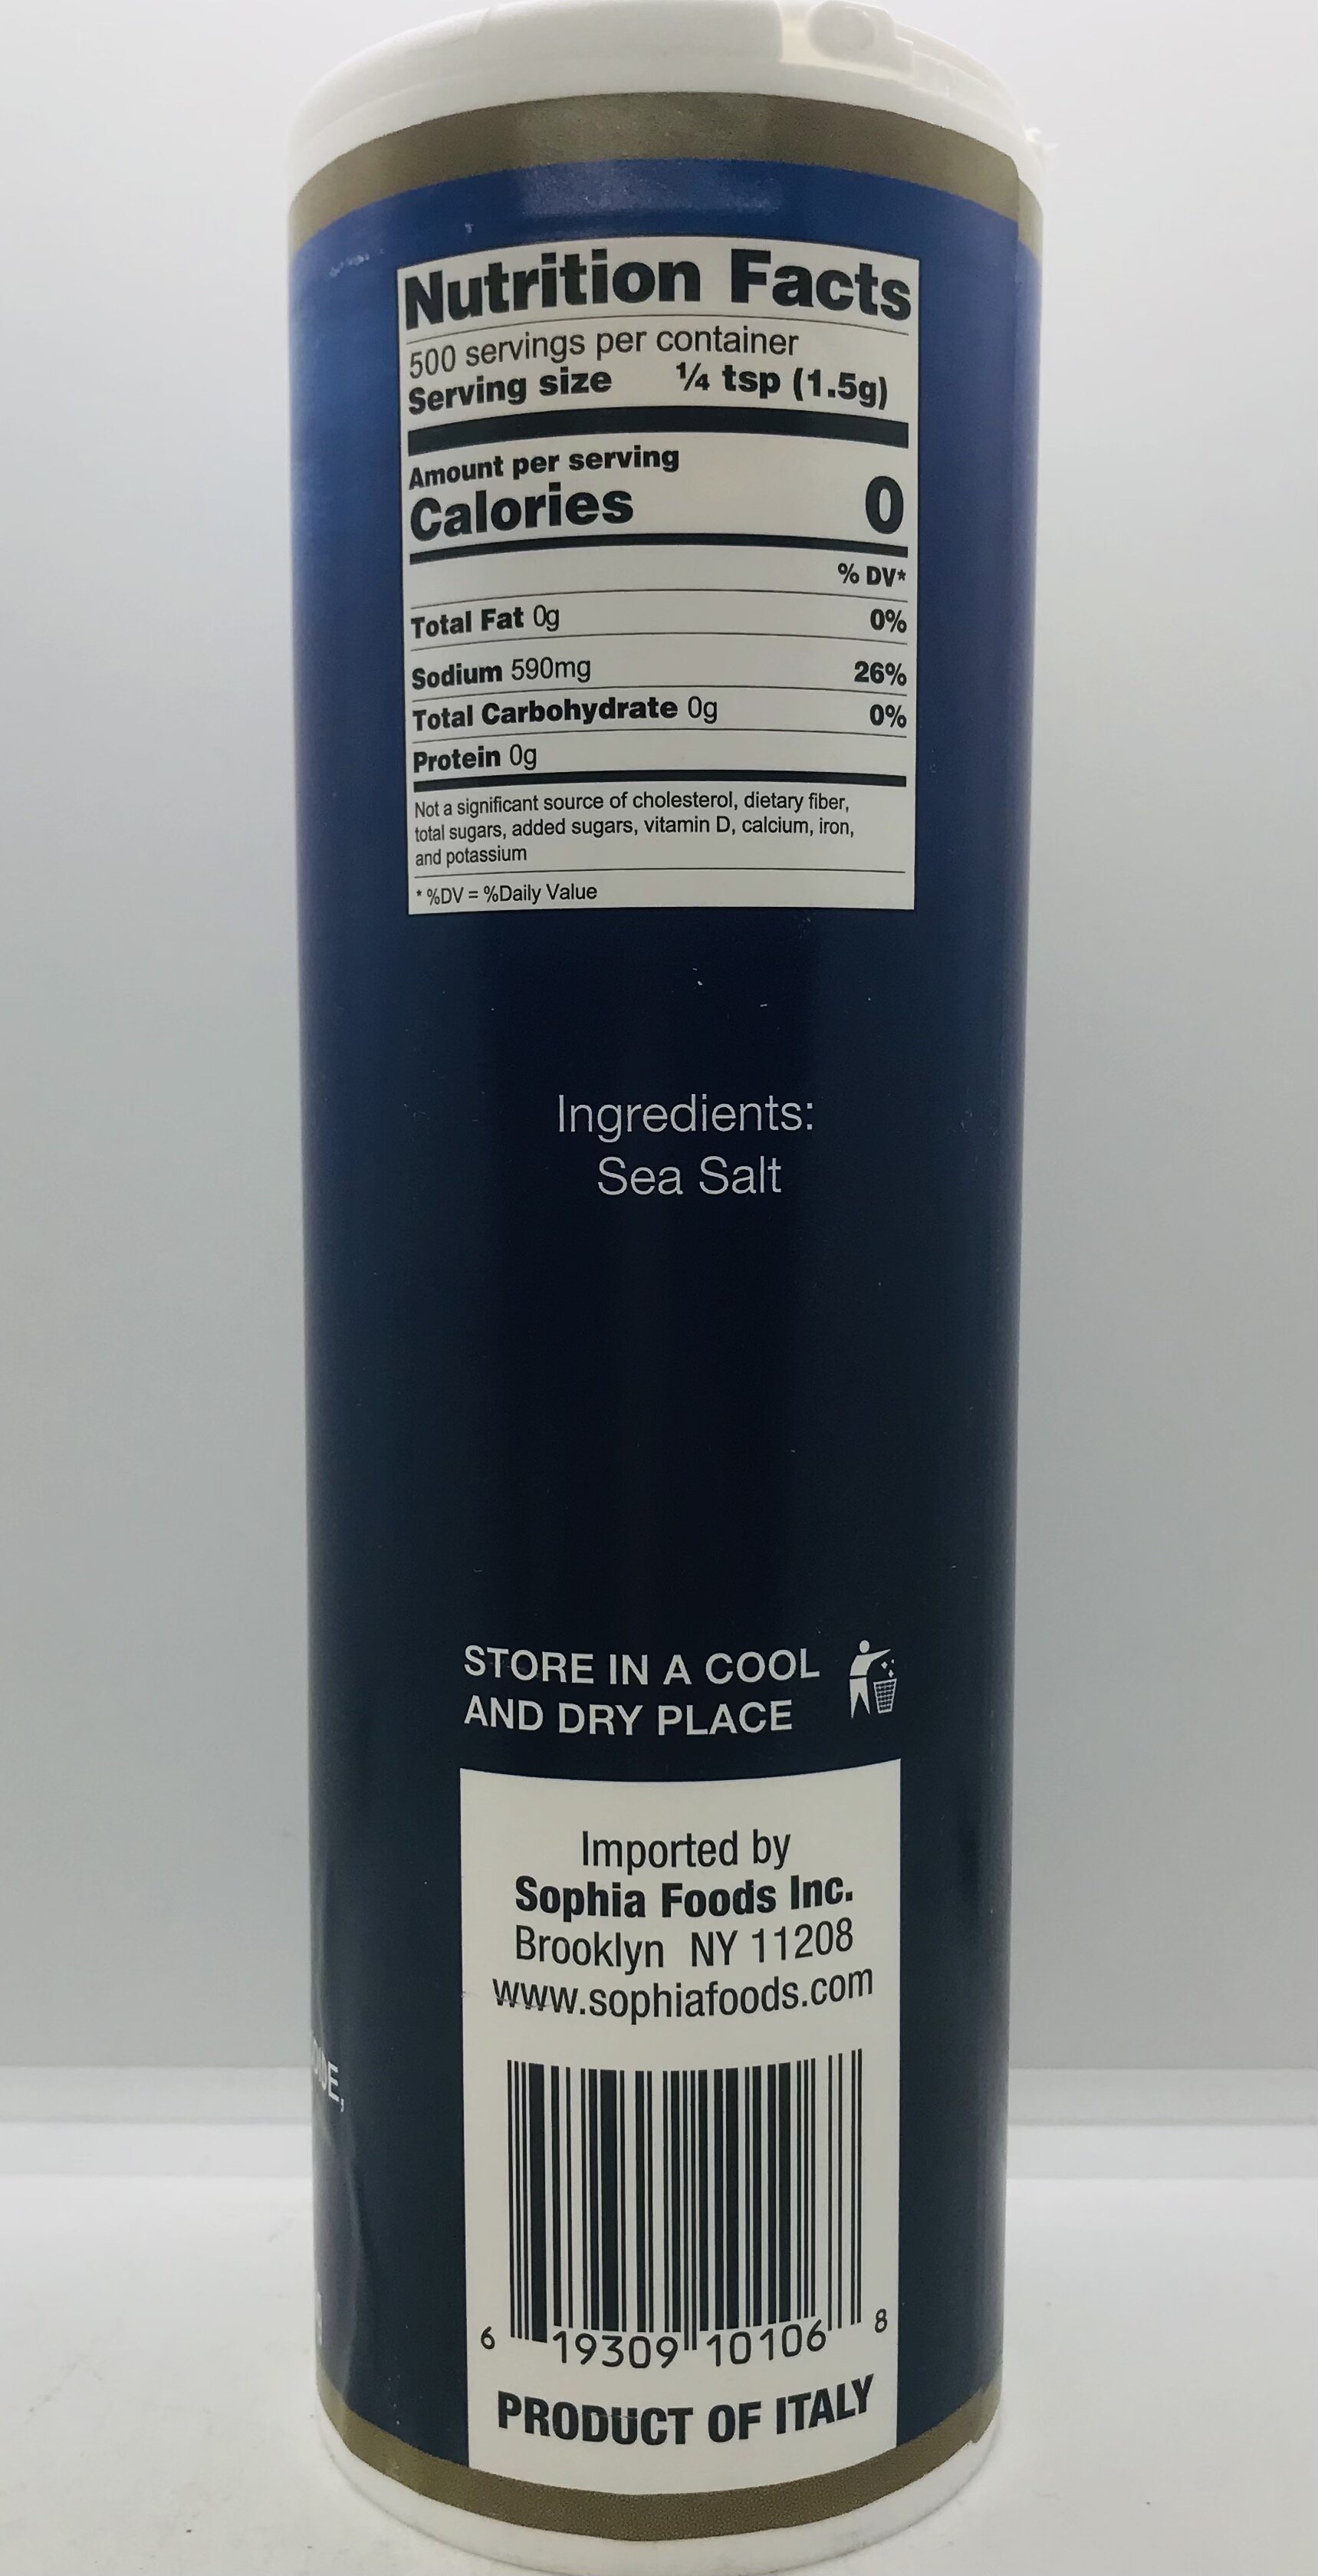 Nutrition Facts
500 servings per container
Serving size ¼ tsp (1.5g)
Amount per serving
Calories 0
% DV*
Total Fat 0g 0%
Sodium 590mg 26%
Total Carbohydrate 0g 0%
Protein 0g
Not a significant source of cholesterol, dietary fiber,
total sugars, added sugars, vitamin D, calcium, iron,
and potassium
* %DV = %Daily Value
Ingredients:
Sea Salt
STORE IN A COOL
AND DRY PLACE
Imported by
Sophia Foods Inc.
Brooklyn NY 11208
www.sophiafoods.com
6 19309 10106 8
PRODUCT OF ITALY